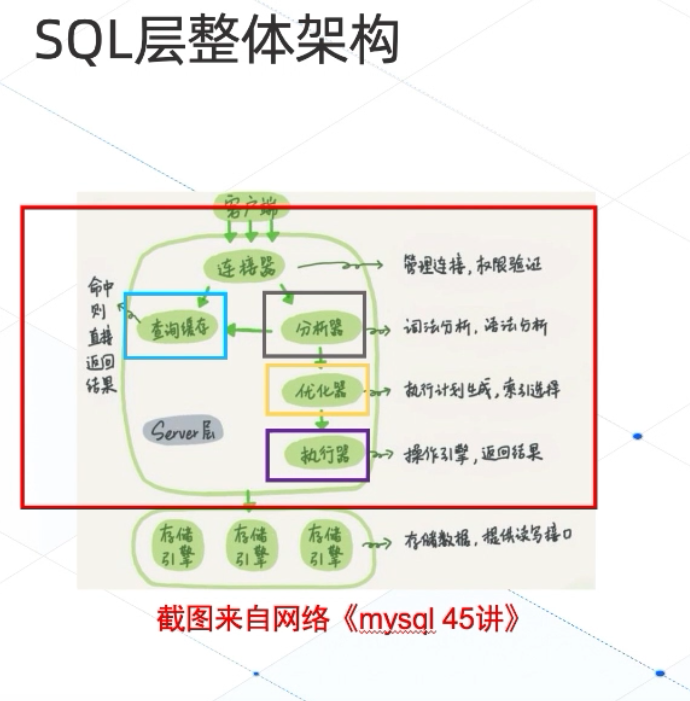 SQL层整体架构
客户端
连接器
管理连接，权限验证
命中
则
直接
返回
结果
查询缓存
分析器
词法分析，语法分析
优化器
执行计划生成，索引选择
Server层
执行器
操作引擎，返回结果
存储
引擎
存储
引擎
存储
引擎
存储数据，提供读写接口
截图来自网络《mysql 45讲》